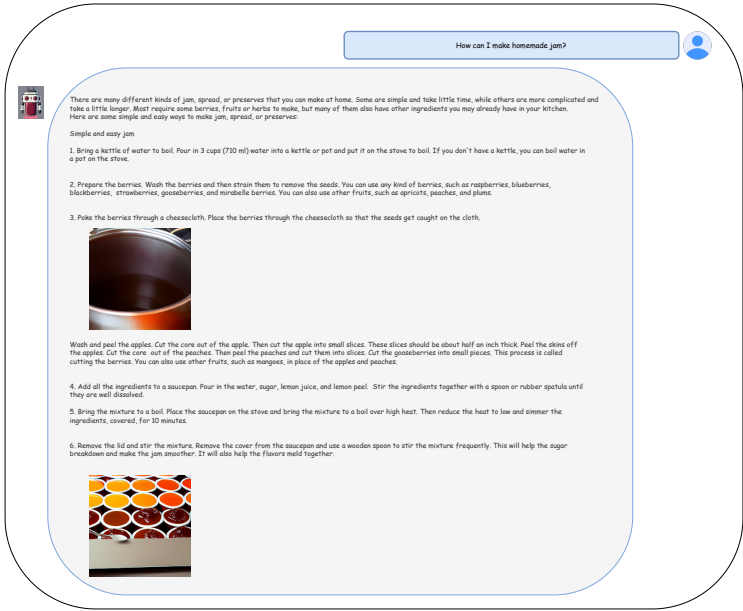 How can I make homemade jam?
There are many different kinds of jam, spread, or preserves that you can make at home. Some are simple and take little time, while others are more complicated and
take a little longer. Most require some berries, fruits or herbs to make, but many of them also have other ingredients you may already have in your kitchen.
Here are some simple and easy ways to make jam, spread, or preserves:
Simple and easy jam
1. Bring a kettle of water to boil. Pour in 3 cups (710 ml) water into a kettle or pot and put it on the stove to boil. If you don't have a kettle, you can boil water in
a pot on the stove.
2. Prepare the berries. Wash the berries and then strain them to remove the seeds. You can use any kind of berries, such as raspberries, blueberries,
blackberries, strawberries, gooseberries, and mirabelle berries. You can also use other fruits, such as apricots, peaches, and plums.
3. Poke the berries through a cheesecloth. Place the berries through the cheesecloth so that the seeds get caught on the cloth.
Wash and peel the apples. Cut the core out of the apple. Then cut the apple into small slices. These slices should be about half an inch thick. Peel the skins off
the apples. Cut the core out of the peaches. Then peel the peaches and cut them into slices. Cut the gooseberries into small pieces. This process is called
cutting the berries. You can also use other fruits, such as mangoes, in place of the apples and peaches.
4. Add all the ingredients to a saucepan. Pour in the water, sugar, lemon juice, and lemon peel. Stir the ingredients together with a spoon or rubber spatula until
they are well dissolved.
5. Bring the mixture to a boil. Place the saucepan on the stove and bring the mixture to a boil over high heat. Then reduce the heat to low and simmer the
ingredients, covered, for 10 minutes.
6. Remove the lid and stir the mixture. Remove the cover from the saucepan and use a wooden spoon to stir the mixture frequently. This will help the sugar
breakdown and make the jam smoother. It will also help the flavors meld together.